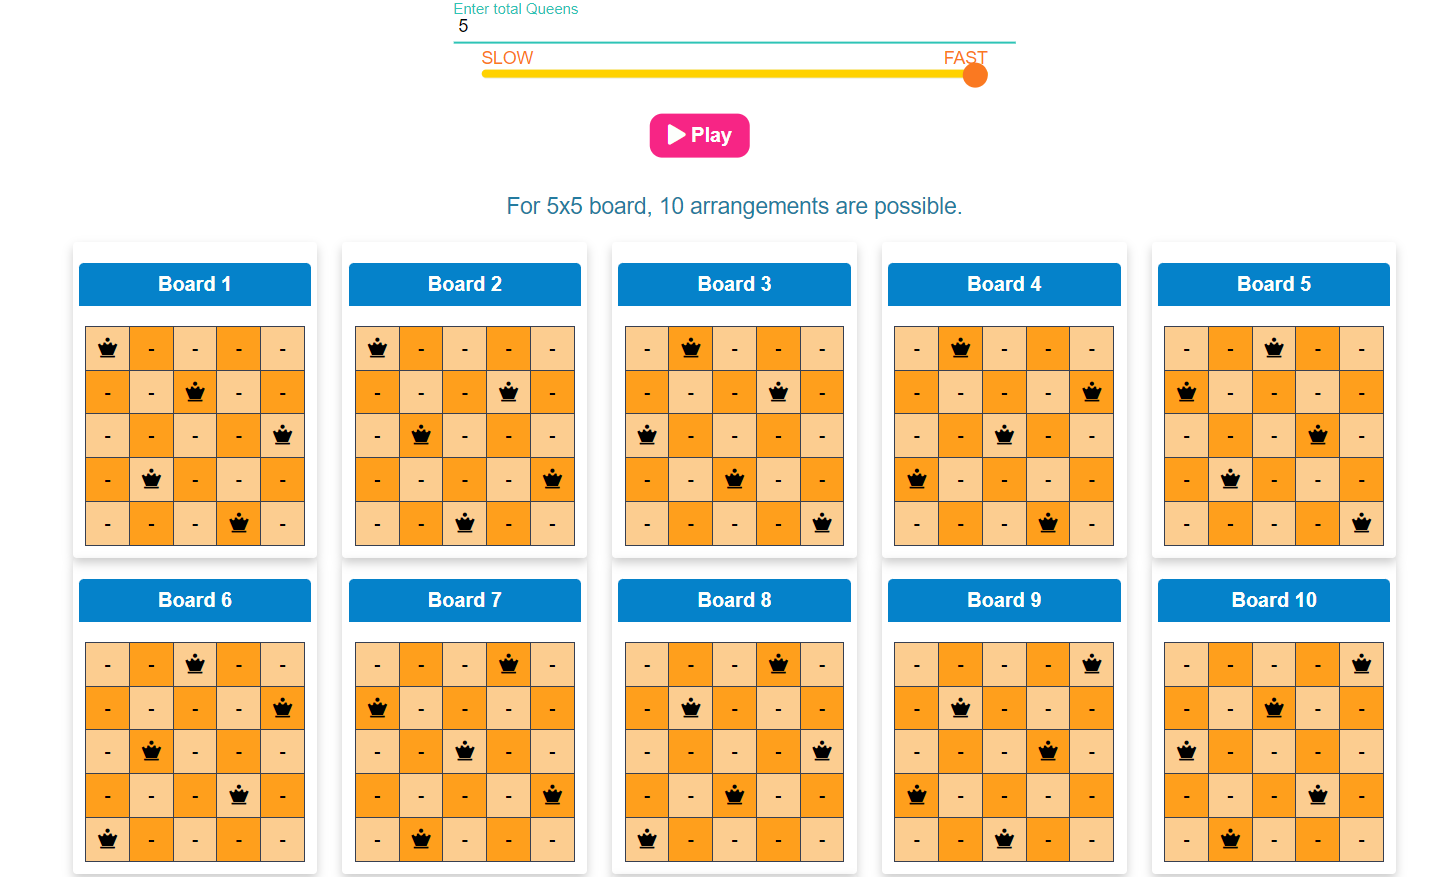 Enter total Queens
5
SLOW FAST
Play
For 5x5 board, 10 arrangements are possible.
Board 1 Board 2 Board 3 Board 4 Board 5
- - - - - - - - - - - - - - - - - - - -
- - - - - - - - - - - - - - - - - - - -
- - - - - - - - - - - - - - - - - - - -
- - - - - - - - - - - - - - - - - - - -
- - - - - - - - - - - - - - - - - - - -
Board 6 Board 7 Board 8 Board 9 Board 10
- - - - - - - - - - - - - - - - - - - -
- - - - - - - - - - - - - - - - - - - -
- - - - - - - - - - - - - - - - - - - -
- - - - - - - - - - - - - - - - - - - -
- - - - - - - - - - - - - - - - - - - -